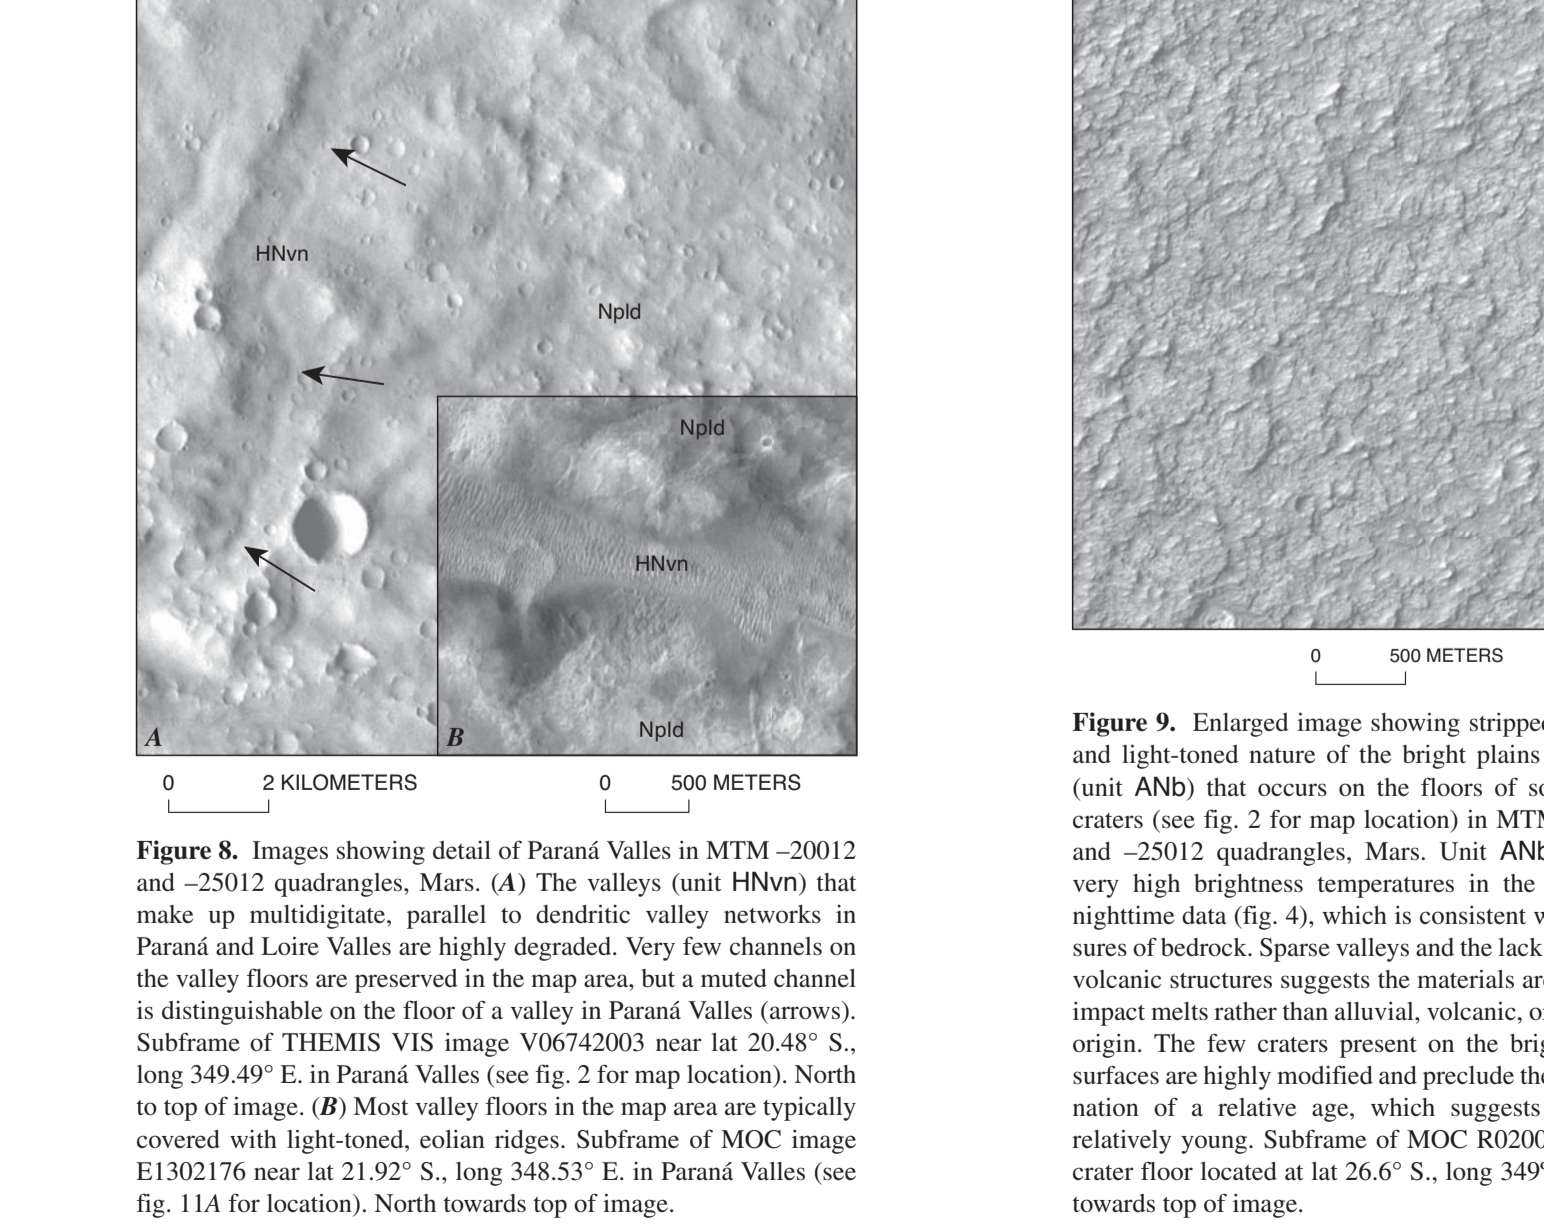 HNvn
Npld
Npld
HNvn
Npld
A
B
0 2 KILOMETERS
0 500 METERS
Figure 8. Images showing detail of Paraná Valles in MTM –20012
and –25012 quadrangles, Mars. (A) The valleys (unit HNvn) that
make up multidigitate, parallel to dendritic valley networks in
Paraná and Loire Valles are highly degraded. Very few channels on
the valley floors are preserved in the map area, but a muted channel
is distinguishable on the floor of a valley in Paraná Valles (arrows).
Subframe of THEMIS VIS image V06742003 near lat 20.48° S.,
long 349.49° E. in Paraná Valles (see fig. 2 for map location). North
to top of image. (B) Most valley floors in the map area are typically
covered with light-toned, eolian ridges. Subframe of MOC image
E1302176 near lat 21.92° S., long 348.53° E. in Paraná Valles (see
fig. 11A for location). North towards top of image.
0 500 METERS
Figure 9. Enlarged image showing stripped
and light-toned nature of the bright plains
(unit ANb) that occurs on the floors of
craters (see fig. 2 for map location) in
and –25012 quadrangles, Mars. Unit ANb
very high brightness temperatures in the
nighttime data (fig. 4), which is consistent
sures of bedrock. Sparse valleys and the lack
volcanic structures suggests the materials
impact melts rather than alluvial, volcanic,
origin. The few craters present on the
surfaces are highly modified and preclude
nation of a relative age, which suggests
relatively young. Subframe of MOC
crater floor located at lat 26.6° S., long 349°
towards top of image.